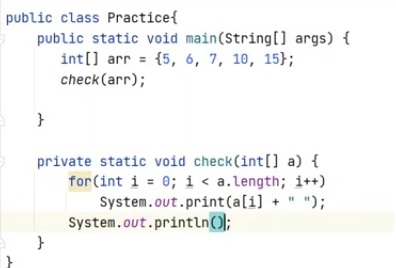 public class Practice{
public static void main(String[] args) {
int[] arr = {5, 6, 7, 10, 15};
check(arr);
}
private static void check(int[] a) {
for(int i = 0; i < a.length; i++)
System.out.print(a[i] + " ");
System.out.println();
}
}